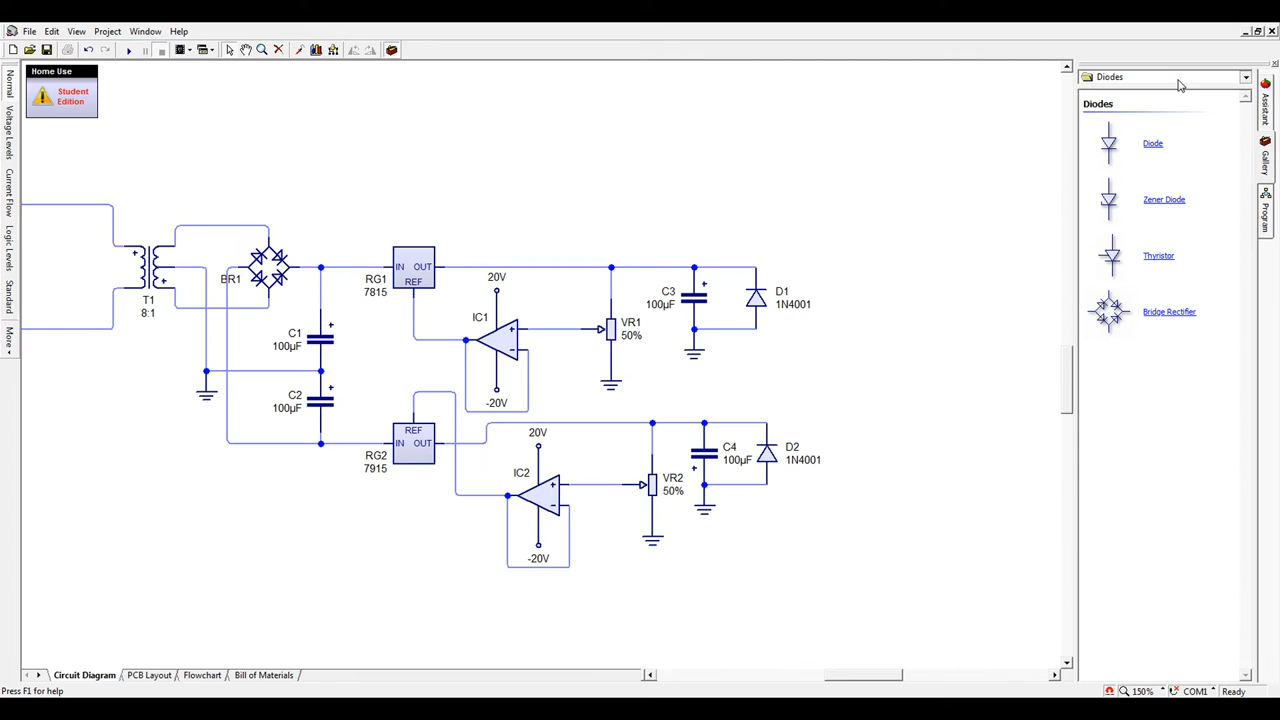 File Edit View Project Window Help
Home Use
Student
Edition
Normal
Voltage Levels
Current Flow
Logic Levels
Standard
More
Diodes
Diodes
Diode
Zener Diode
Thyristor
Bridge Rectifier
Assistant
Gallery
Program
T1
8:1
BR1
C1
100µF
C2
100µF
RG1
7815
IN OUT
REF
20V
IC1
-20V
VR1
50%
C3
100µF
D1
1N4001
REF
IN OUT
RG2
7915
20V
IC2
-20V
VR2
50%
C4
100µF
D2
1N4001
Circuit Diagram PCB Layout Flowchart Bill of Materials
Press F1 for help
150% COM1 Ready